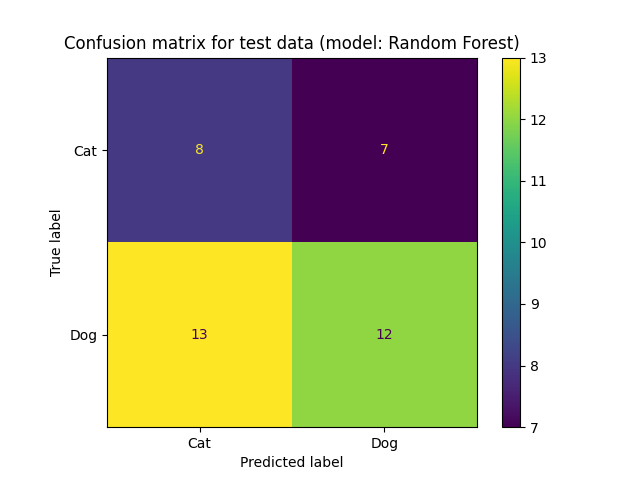 Confusion matrix for test data (model: Random Forest)
True label
Cat
8
7
Dog
13
12
Cat
Dog
Predicted label
13
12
11
10
9
8
7